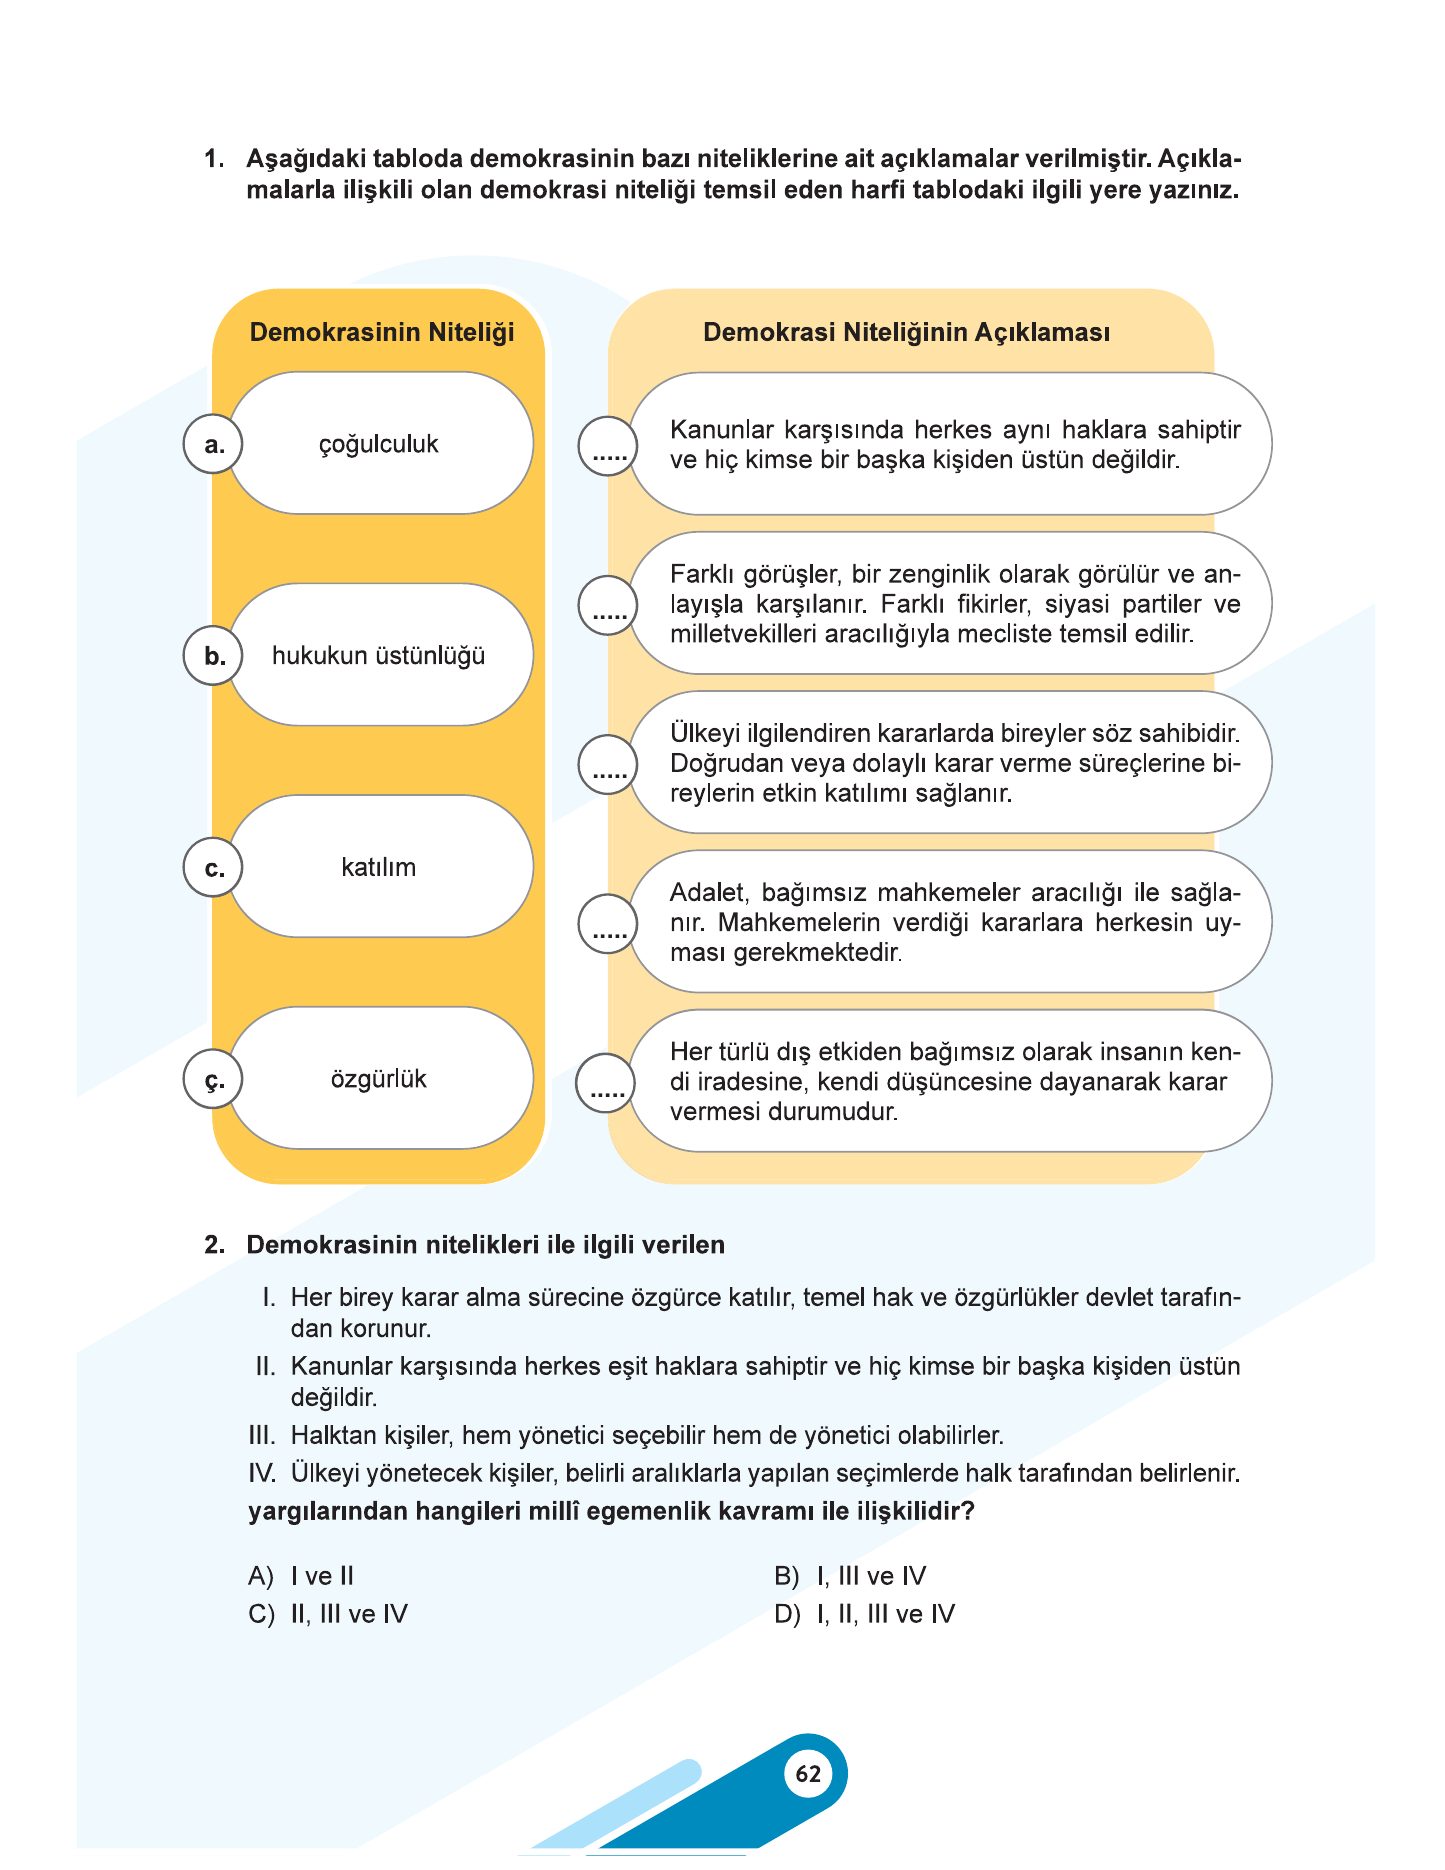 1. Aşağıdaki tabloda demokrasinin bazı niteliklerine ait açıklamalar verilmiştir. Açıkla-
malarla ilişkili olan demokrasi niteliği temsil eden harfi tablodaki ilgili yere yazınız.
Demokrasinin Niteliği
a. çoğulculuk
b. hukukun üstünlüğü
c. katılım
ç. özgürlük
Demokrasi Niteliğinin Açıklaması
..... Kanunlar karşısında herkes aynı haklara sahiptir
ve hiç kimse bir başka kişiden üstün değildir.
..... Farklı görüşler, bir zenginlik olarak görülür ve an-
layışla karşılanır. Farklı fikirler, siyasi partiler ve
milletvekilleri aracılığıyla mecliste temsil edilir.
..... Ülkeyi ilgilendiren kararlarda bireyler söz sahibidir.
Doğrudan veya dolaylı karar verme süreçlerine bi-
reylerin etkin katılımı sağlanır.
..... Adalet, bağımsız mahkemeler aracılığı ile sağla-
nır. Mahkemelerin verdiği kararlara herkesin uy-
ması gerekmektedir.
..... Her türlü dış etkiden bağımsız olarak insanın ken-
di iradesine, kendi düşüncesine dayanarak karar
vermesi durumudur.
2. Demokrasinin nitelikleri ile ilgili verilen
I. Her birey karar alma sürecine özgürce katılır, temel hak ve özgürlükler devlet tarafın-
dan korunur.
II. Kanunlar karşısında herkes eşit haklara sahiptir ve hiç kimse bir başka kişiden üstün
değildir.
III. Halktan kişiler, hem yönetici seçebilir hem de yönetici olabilirler.
IV. Ülkeyi yönetecek kişiler, belirli aralıklarla yapılan seçimlerde halk tarafından belirlenir.
yargılarından hangileri millî egemenlik kavramı ile ilişkilidir?
A) I ve II
B) I, III ve IV
C) II, III ve IV
D) I, II, III ve IV
62